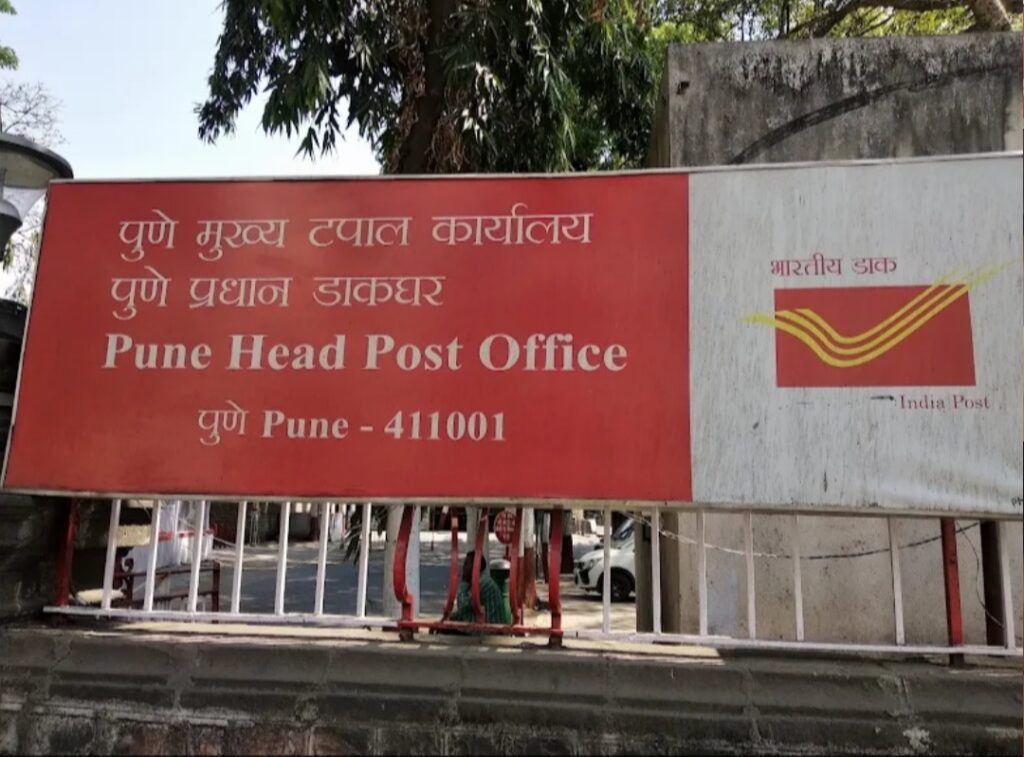 पुणे मुख्य टपाल कार्यालय
पुणे प्रधान डाकघर
Pune Head Post Office
पुणे Pune - 411001
भारतीय डाक
India Post